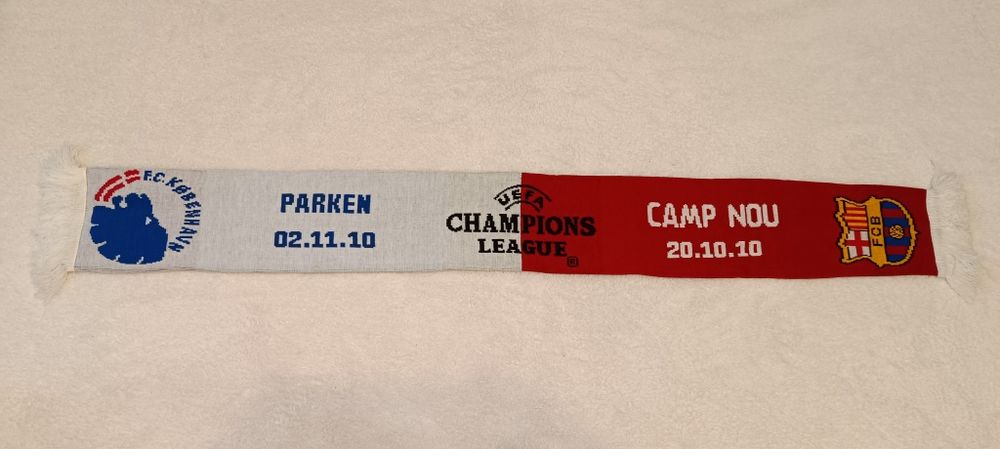 F.C.KØBENHAVN
PARKEN
02.11.10
UEFA
CHAMPIONS
LEAGUE®
CAMP NOU
20.10.10
FCB